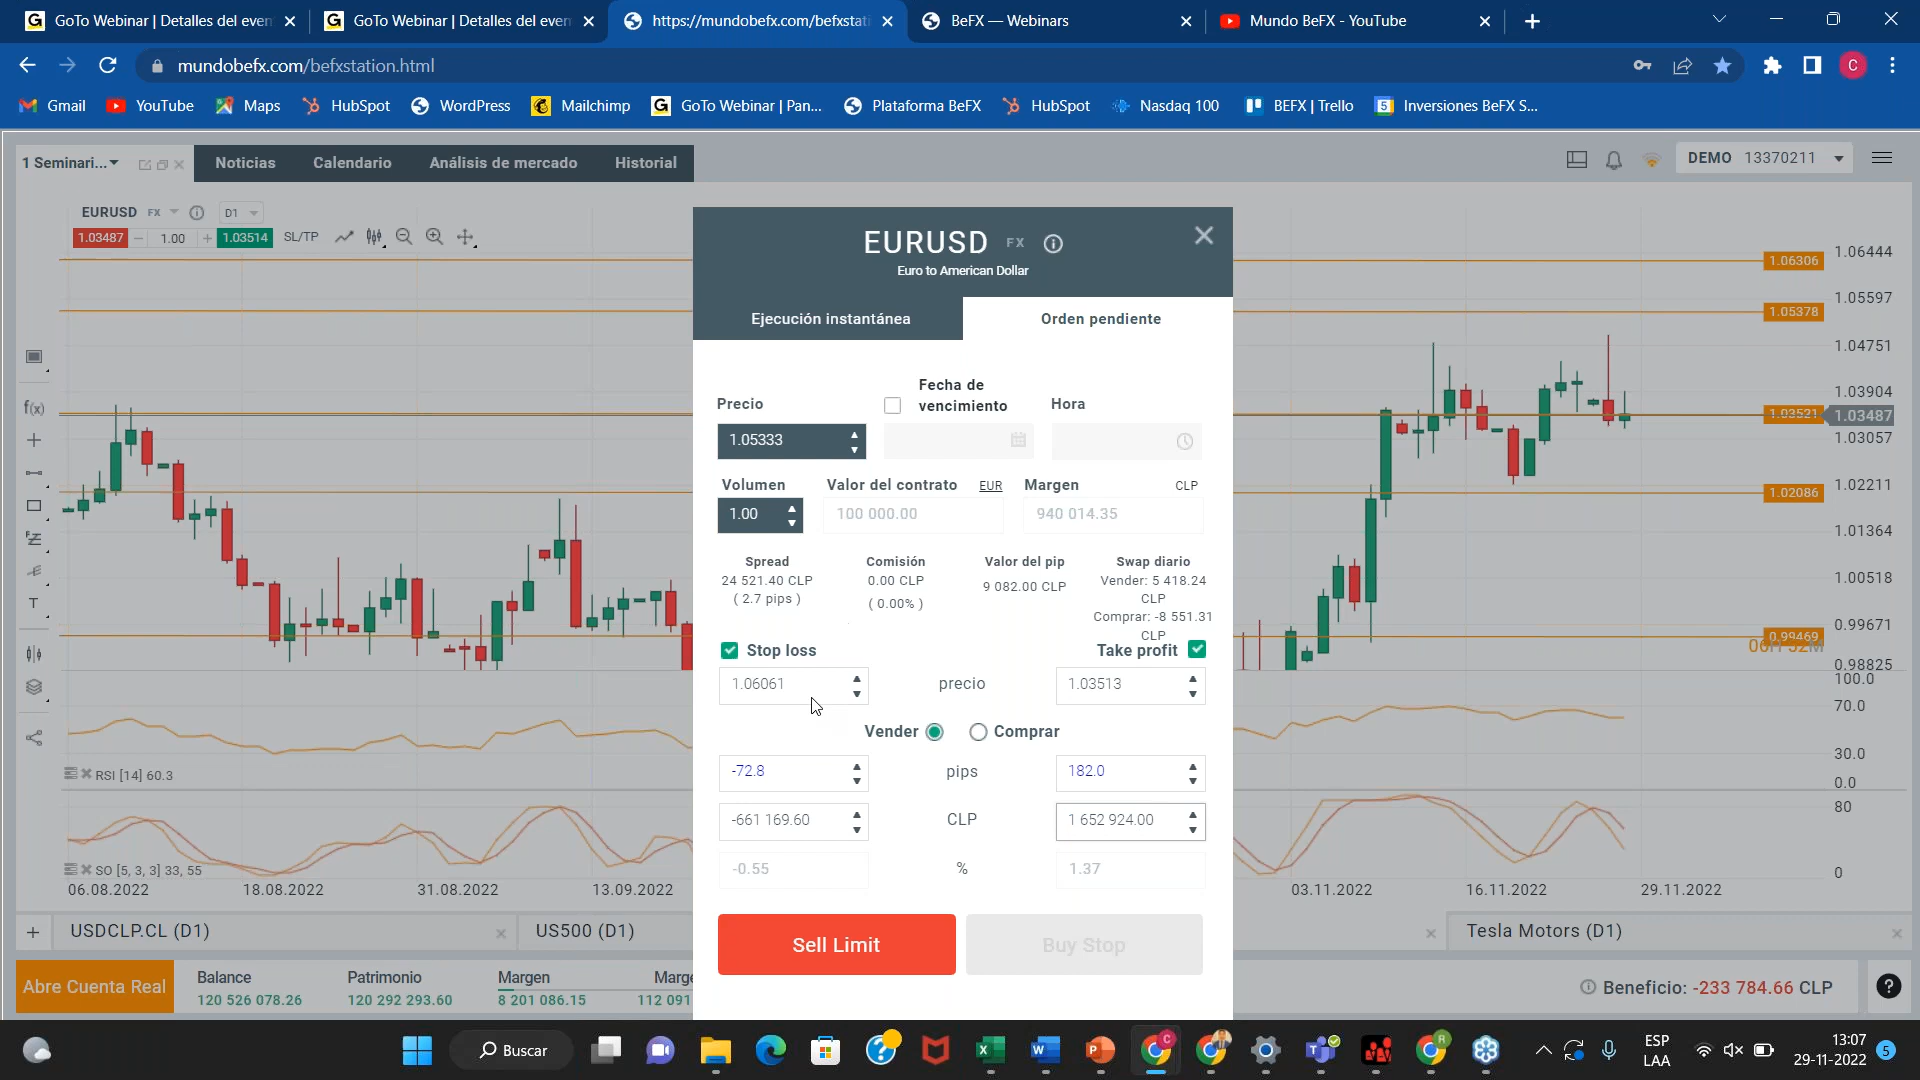 GoTo Webinar | Detalles del even
GoTo Webinar | Detalles del even
https://mundobefx.com/befxstati
BeFX — Webinars
Mundo BeFX - YouTube
mundobefx.com/befxstation.html
C
Gmail
YouTube
Maps
HubSpot
WordPress
Mailchimp
GoTo Webinar | Pan...
Plataforma BeFX
HubSpot
Nasdaq 100
BEFX | Trello
Inversiones BeFX S...
1 Seminari...
Noticias
Calendario
Análisis de mercado
Historial
DEMO 13370211
EURUSD FX D1
1.03487 − 1.00 + 1.03514 SL/TP
EURUSD FX
Euro to American Dollar
Ejecución instantánea
Orden pendiente
Precio
Fecha de
vencimiento
Hora
1.05333
Volumen
Valor del contrato EUR
Margen CLP
1.00
100 000.00
940 014.35
Spread
24 521.40 CLP
( 2.7 pips )
Comisión
0.00 CLP
( 0.00% )
Valor del pip
9 082.00 CLP
Swap diario
Vender: 5 418.24
CLP
Comprar: -8 551.31
CLP
Stop loss
Take profit
1.06061
precio
1.03513
Vender
Comprar
-72.8
pips
182.0
-661 169.60
CLP
1 652 924.00
-0.55
%
1.37
Sell Limit
Buy Stop
1.06444
1.06306
1.05597
1.05378
1.04751
1.03904
1.03521
1.03487
1.03057
1.02211
1.02086
1.01364
1.00518
0.99671
0.99469
0.98825
100.0
70.0
30.0
0.0
80
0
f(x)
T
RSI [14] 60.3
SO [5, 3, 3] 33, 55
06.08.2022
18.08.2022
31.08.2022
13.09.2022
03.11.2022
16.11.2022
29.11.2022
USDCLP.CL (D1)
US500 (D1)
Tesla Motors (D1)
Abre Cuenta Real
Balance
120 526 078.26
Patrimonio
120 292 293.60
Margen
8 201 086.15
Marge
112 091
Beneficio: -233 784.66 CLP
Buscar
ESP
LAA
13:07
29-11-2022
5